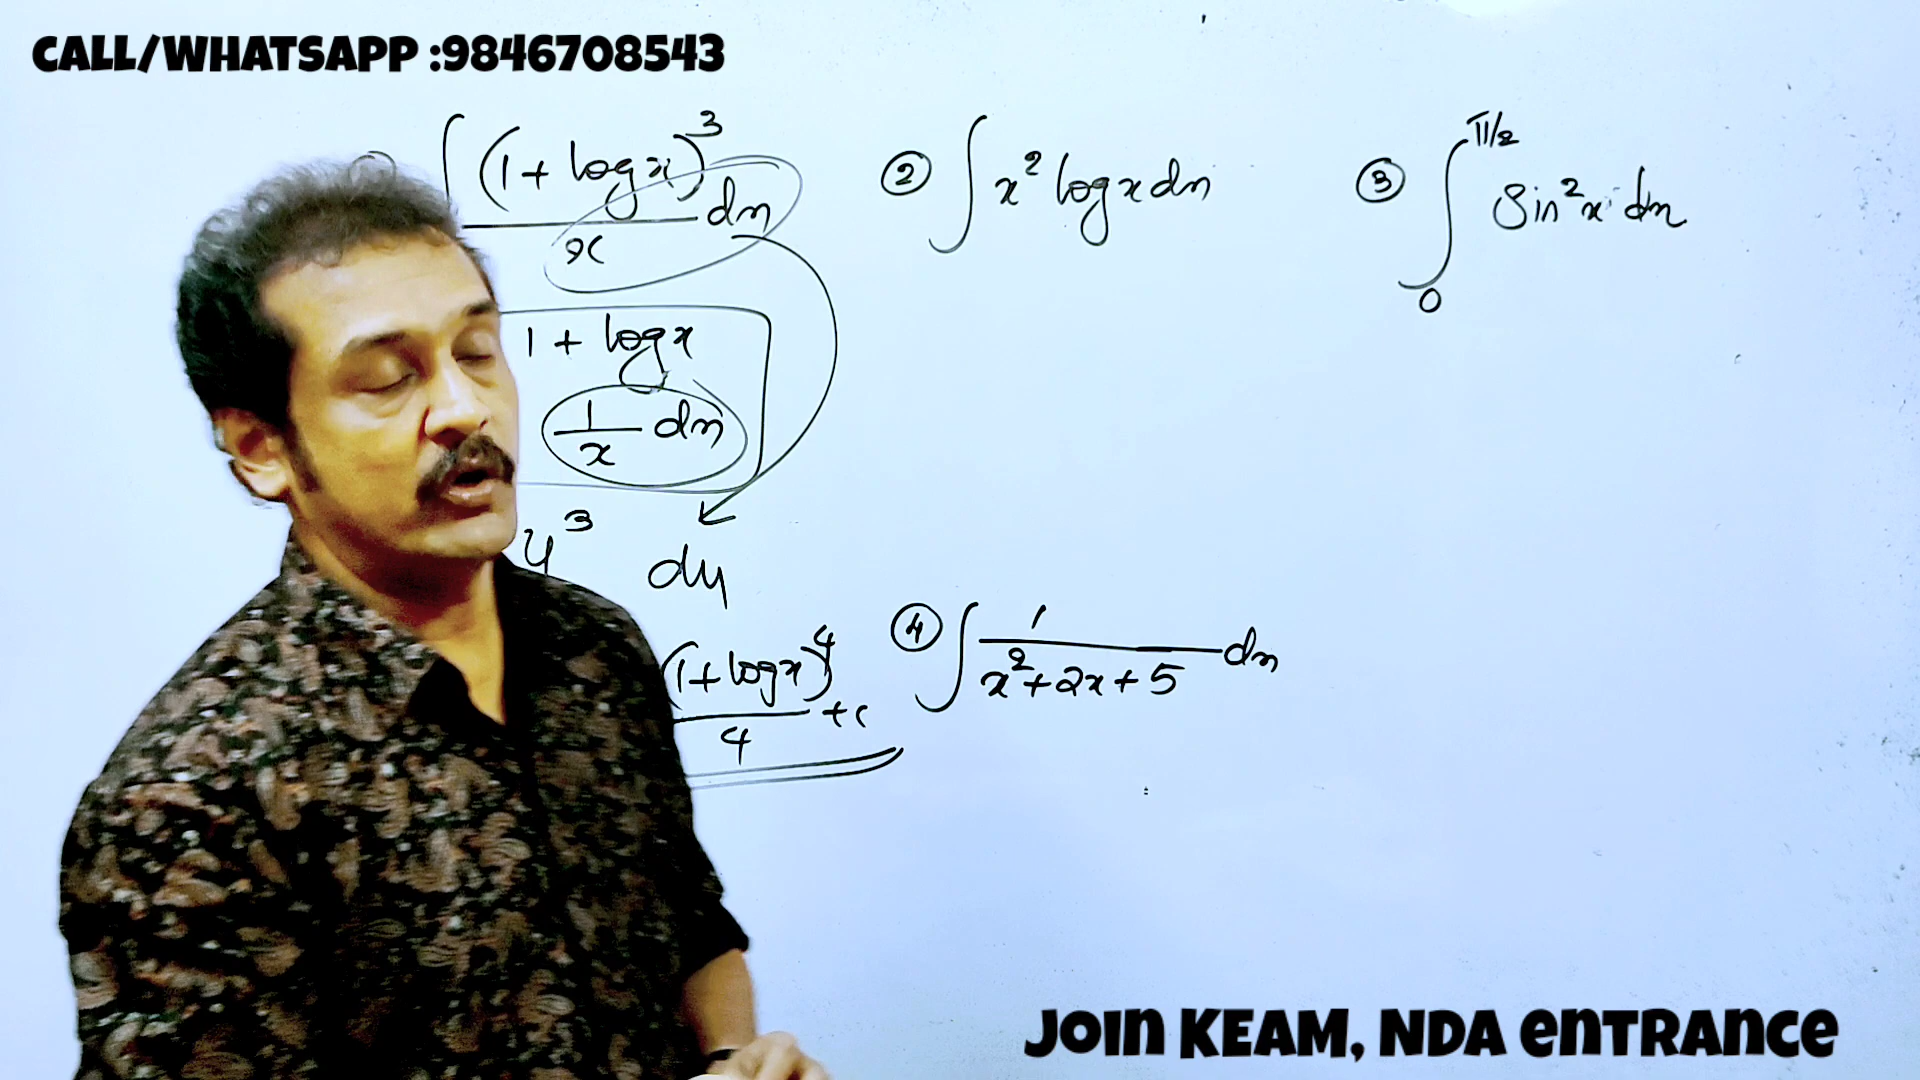 CALL/WHATSAPP :9846708543
∫ (1 + log x)³ / x dx
1 + log x
1/x dx
y³ dy
(1 + log x)⁴ / 4 + c
② ∫ x² log x dx
③ ∫₀^π/2 Sin²x dx
④ ∫ 1 / x² + 2x + 5 dx
JOIN KEAM, NDA ENTRANCE